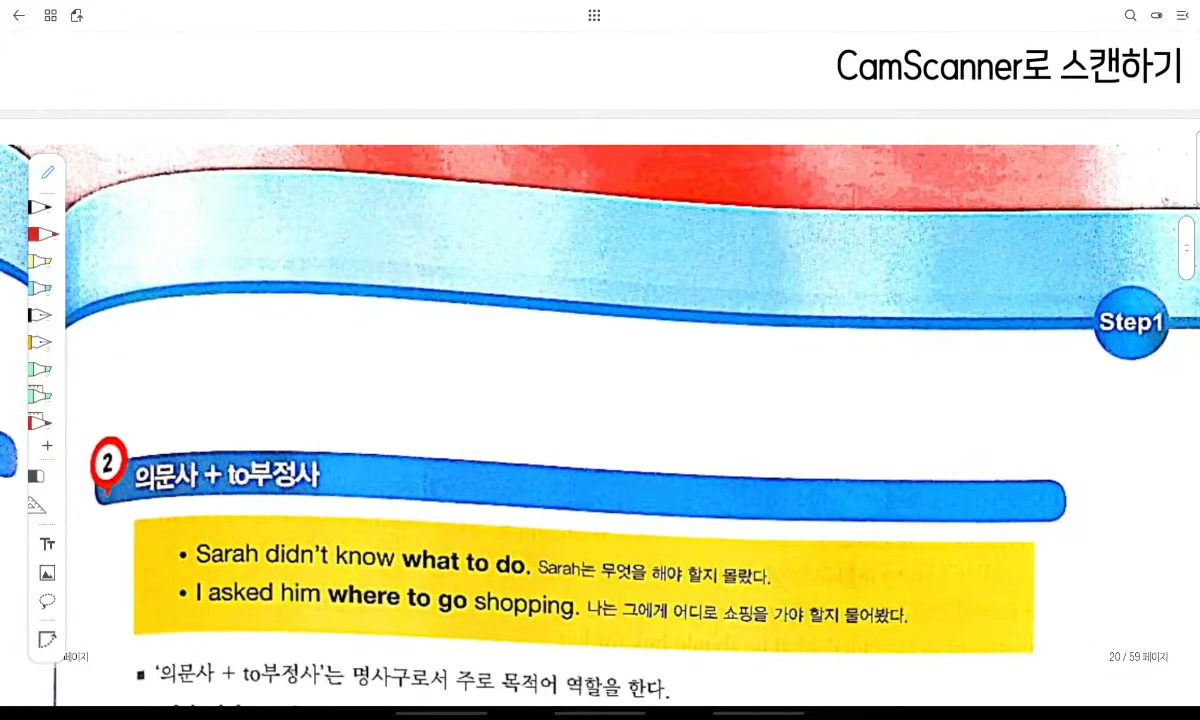 CamScanner로 스캔하기
Step1
2
의문사 + to부정사
• Sarah didn't know what to do. Sarah는 무엇을 해야 할지 몰랐다.
• I asked him where to go shopping. 나는 그에게 어디로 쇼핑을 가야 할지 물어봤다.
Tт
페이지
20 / 59 페이지
■ '의문사 + to부정사'는 명사구로서 주로 목적어 역할을 한다.